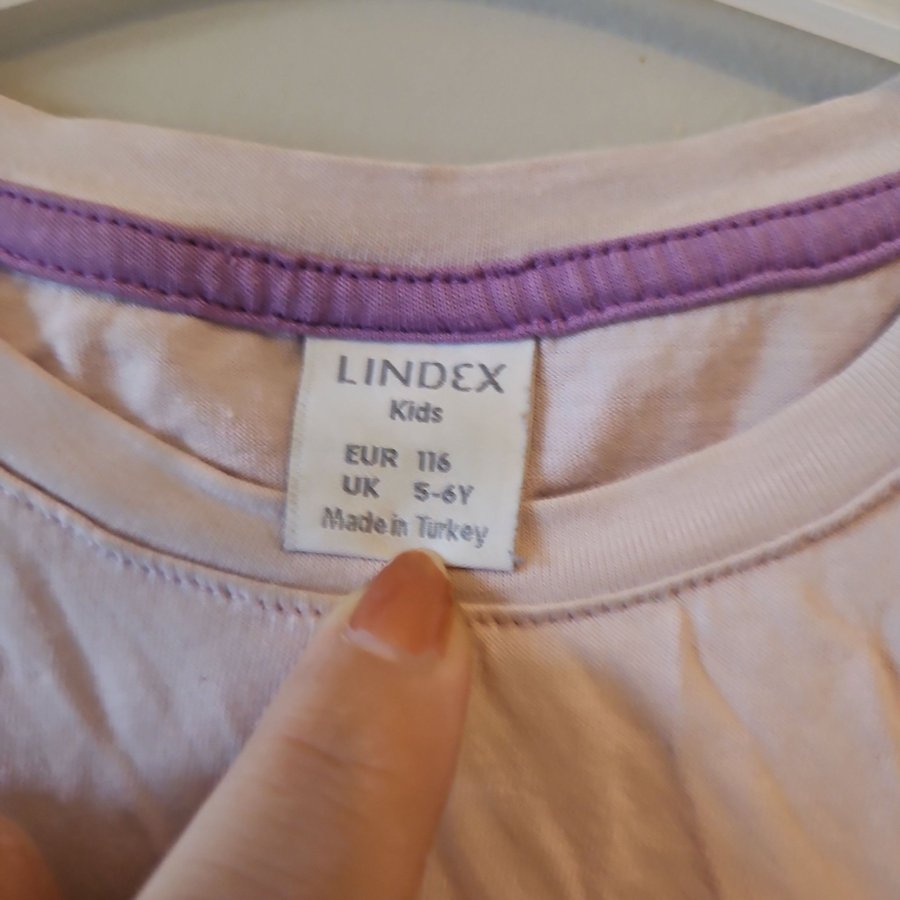 LINDEX
Kids
EUR 116
UK 5-6Y
Made in Turkey